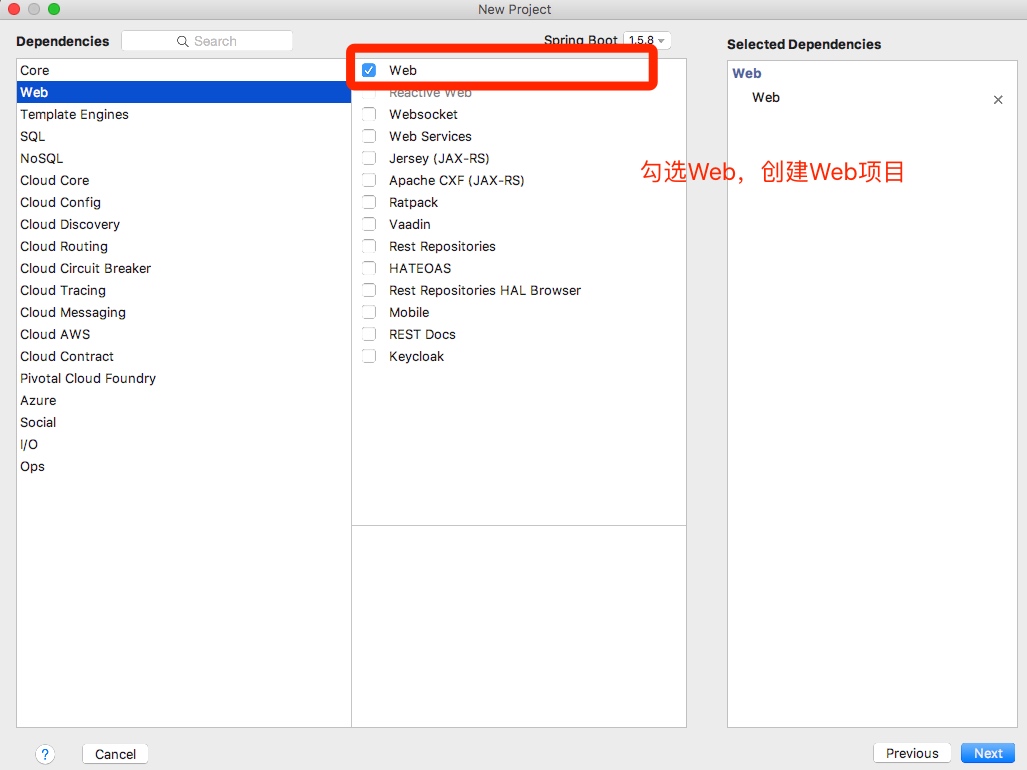 New Project
Dependencies
Search
Spring Boot 1.5.8
Selected Dependencies
Core
Web
Template Engines
SQL
NoSQL
Cloud Core
Cloud Config
Cloud Discovery
Cloud Routing
Cloud Circuit Breaker
Cloud Tracing
Cloud Messaging
Cloud AWS
Cloud Contract
Pivotal Cloud Foundry
Azure
Social
I/O
Ops
Web
Reactive Web
Websocket
Web Services
Jersey (JAX-RS)
Apache CXF (JAX-RS)
Ratpack
Vaadin
Rest Repositories
HATEOAS
Rest Repositories HAL Browser
Mobile
REST Docs
Keycloak
Web
Web
勾选Web，创建Web项目
?
Cancel
Previous
Next